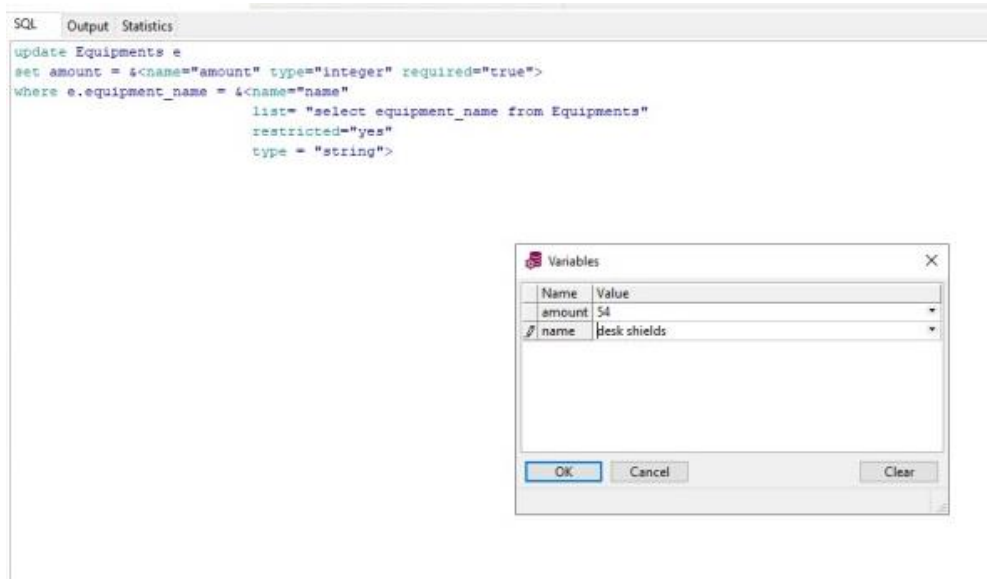 SQL Output Statistics
update Equipments e
set amount = &<name="amount" type="integer" required="true">
where e.equipment_name = &<name="name"
list= "select equipment_name from Equipments"
restricted="yes"
type = "string">
Variables
Name Value
amount 54
name desk shields
OK Cancel Clear